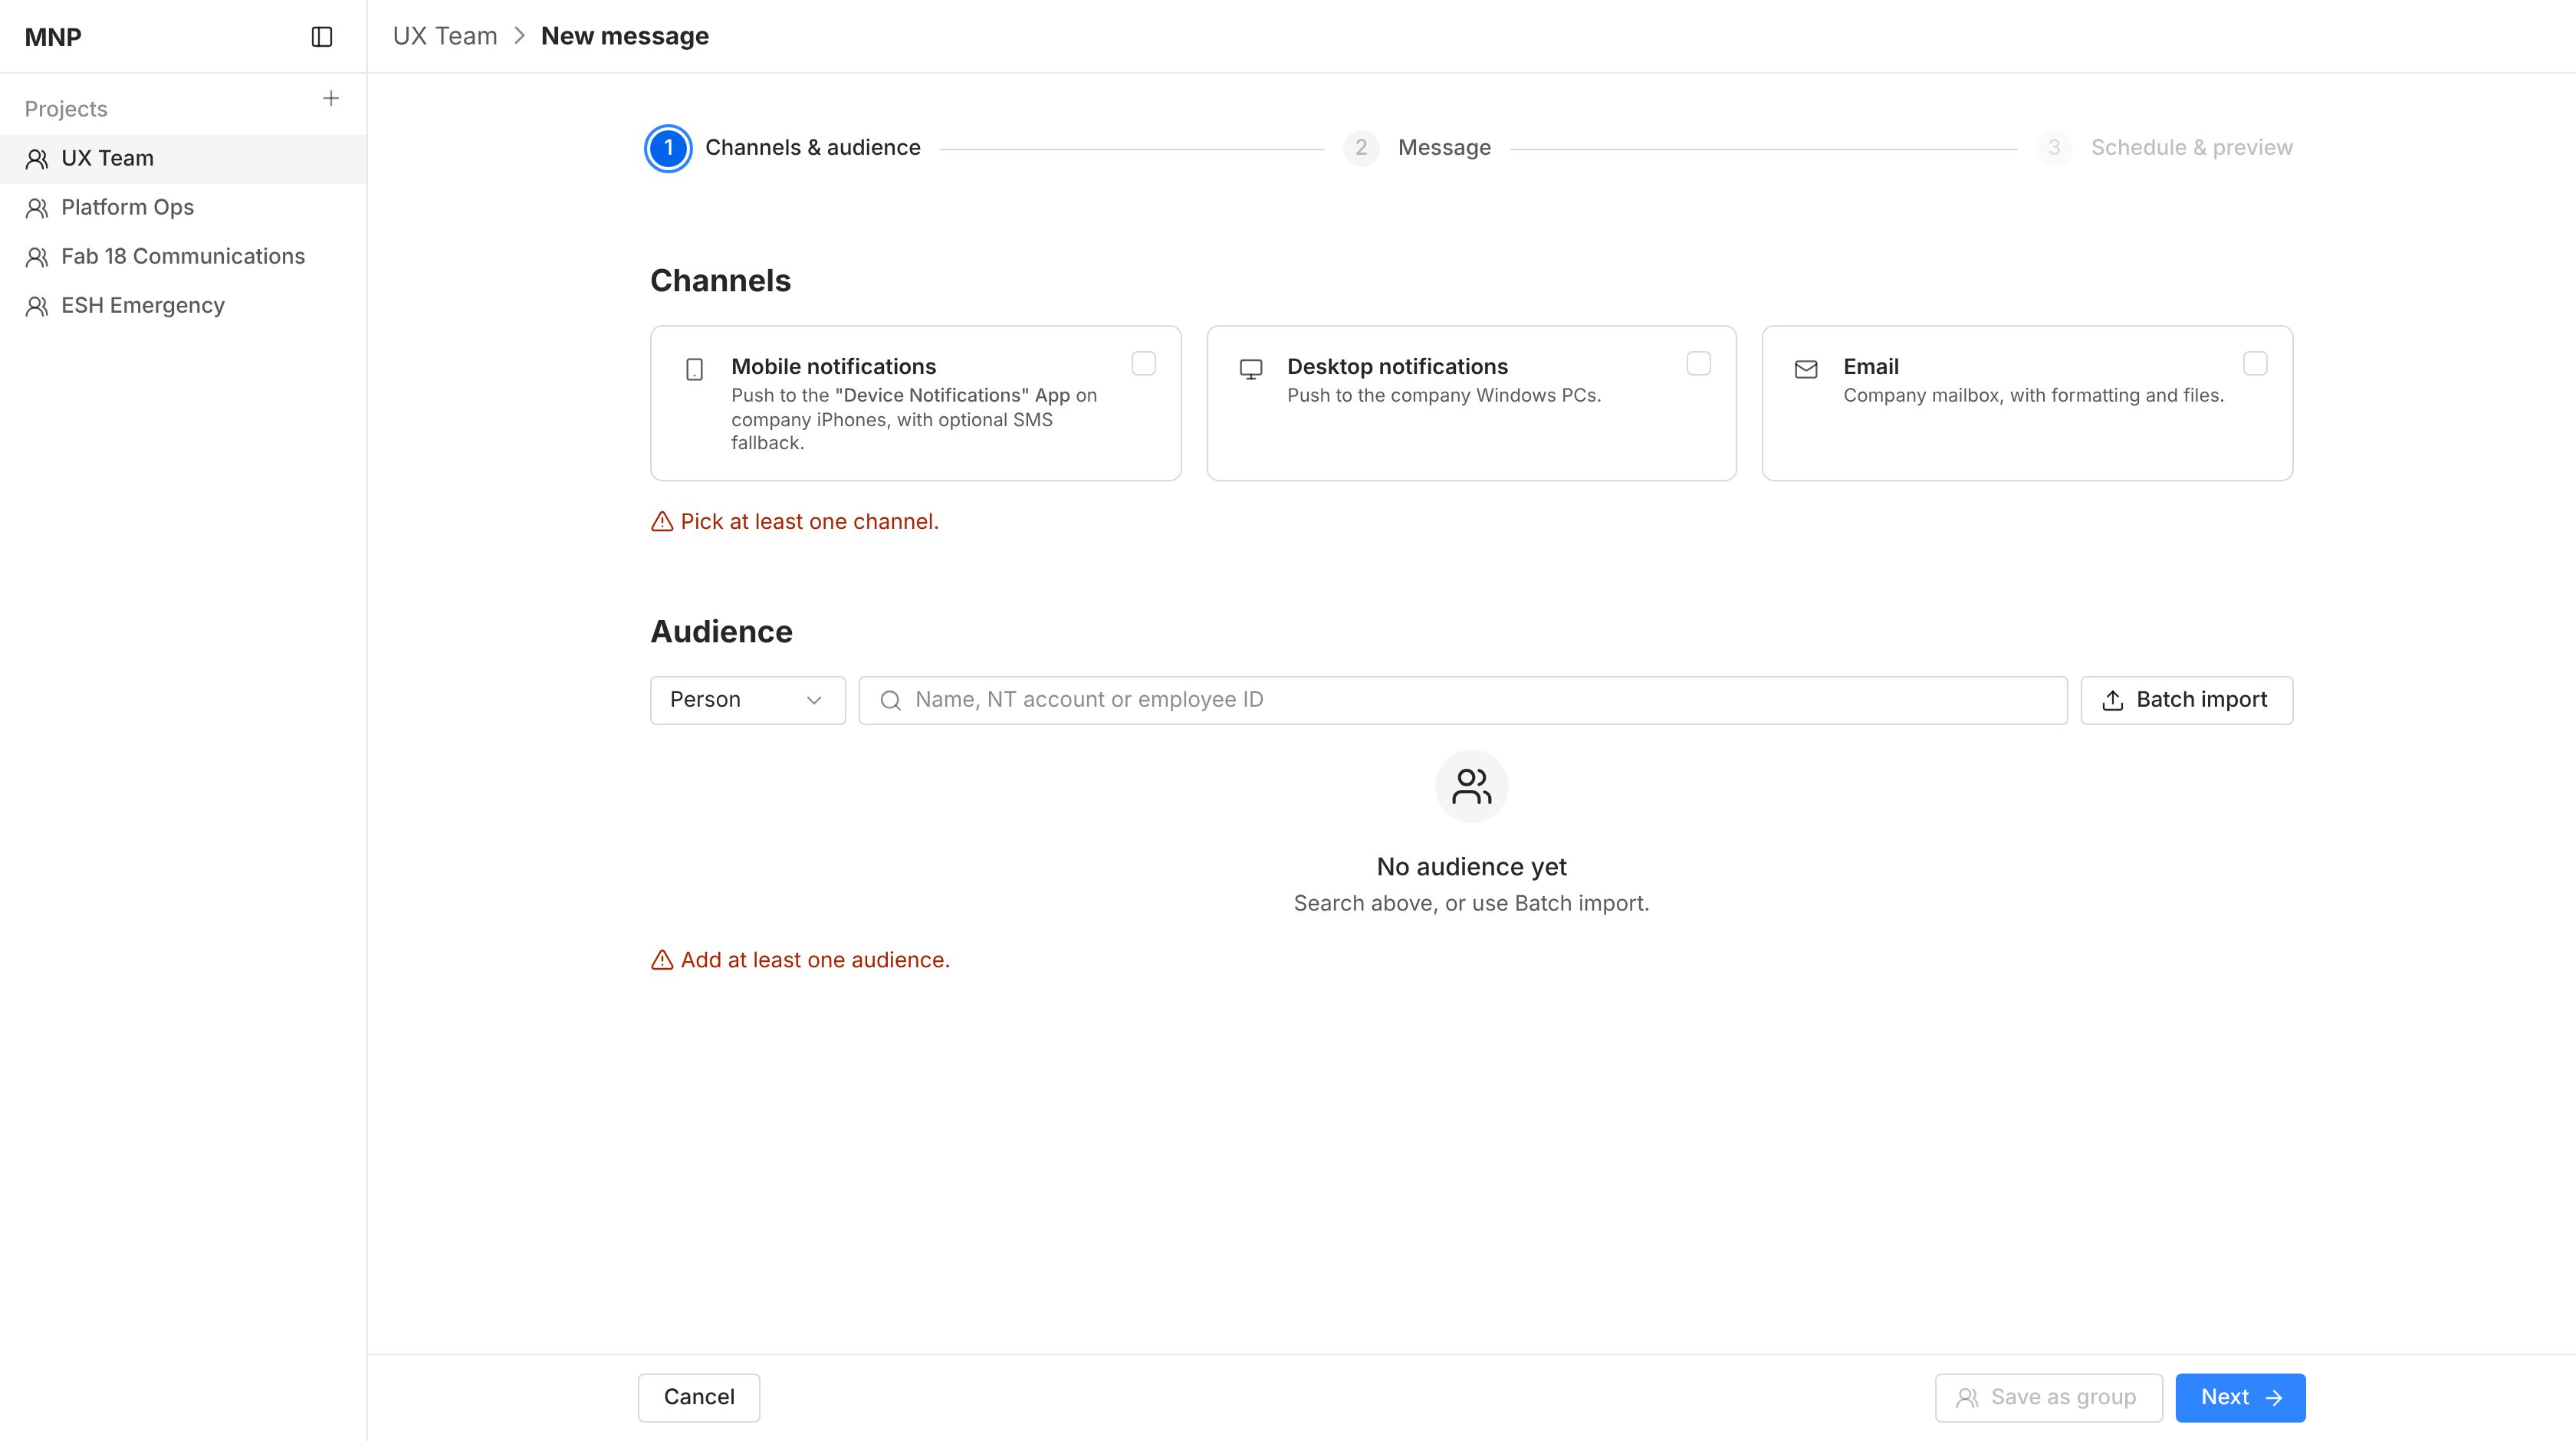 MNP
UX Team > New message
Projects
UX Team
Platform Ops
Fab 18 Communications
ESH Emergency
1 Channels & audience
2 Message
3 Schedule & preview
Channels
Mobile notifications
Push to the "Device Notifications" App on
company iPhones, with optional SMS
fallback.
Desktop notifications
Push to the company Windows PCs.
Email
Company mailbox, with formatting and files.
Pick at least one channel.
Audience
Person
Name, NT account or employee ID
Batch import
No audience yet
Search above, or use Batch import.
Add at least one audience.
Cancel
Save as group
Next